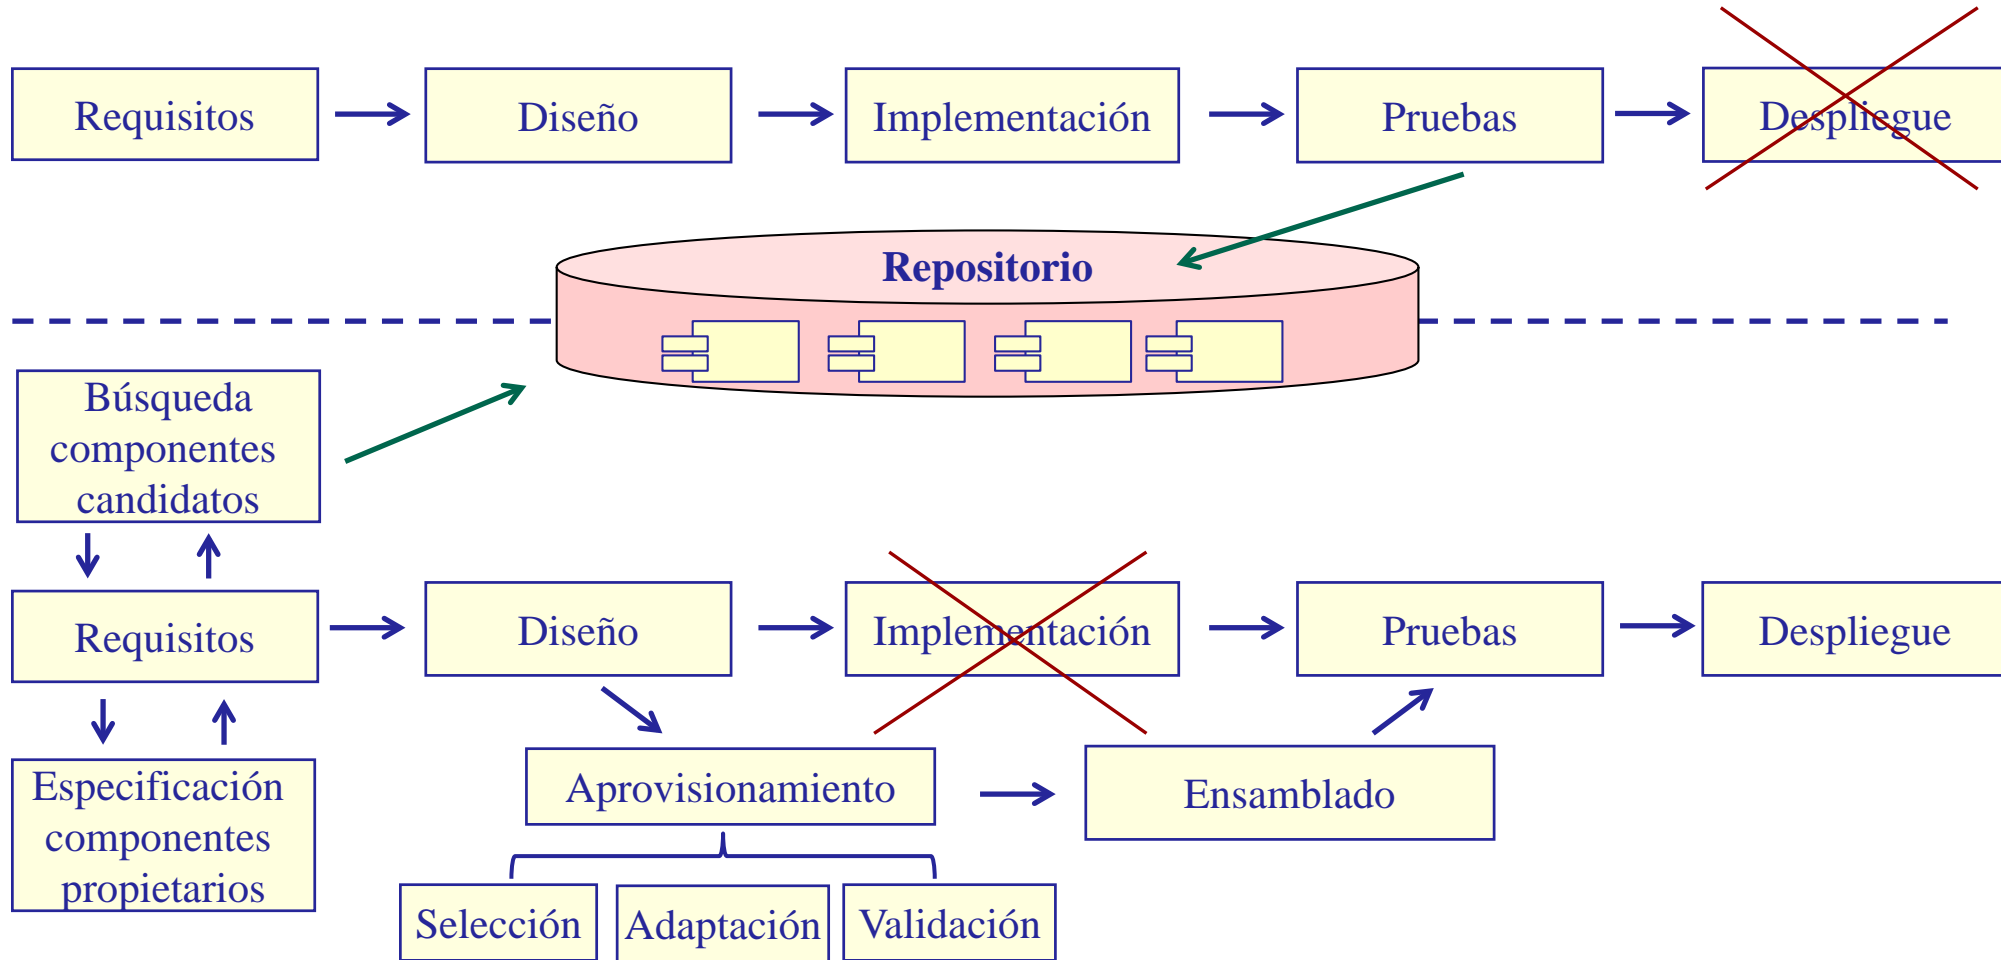 Requisitos
Diseño
Implementación
Pruebas
Despliegue
Repositorio
Búsqueda
componentes
candidatos
Requisitos
Diseño
Implementación
Pruebas
Despliegue
Especificación
componentes
propietarios
Aprovisionamiento
Ensamblado
Selección
Adaptación
Validación